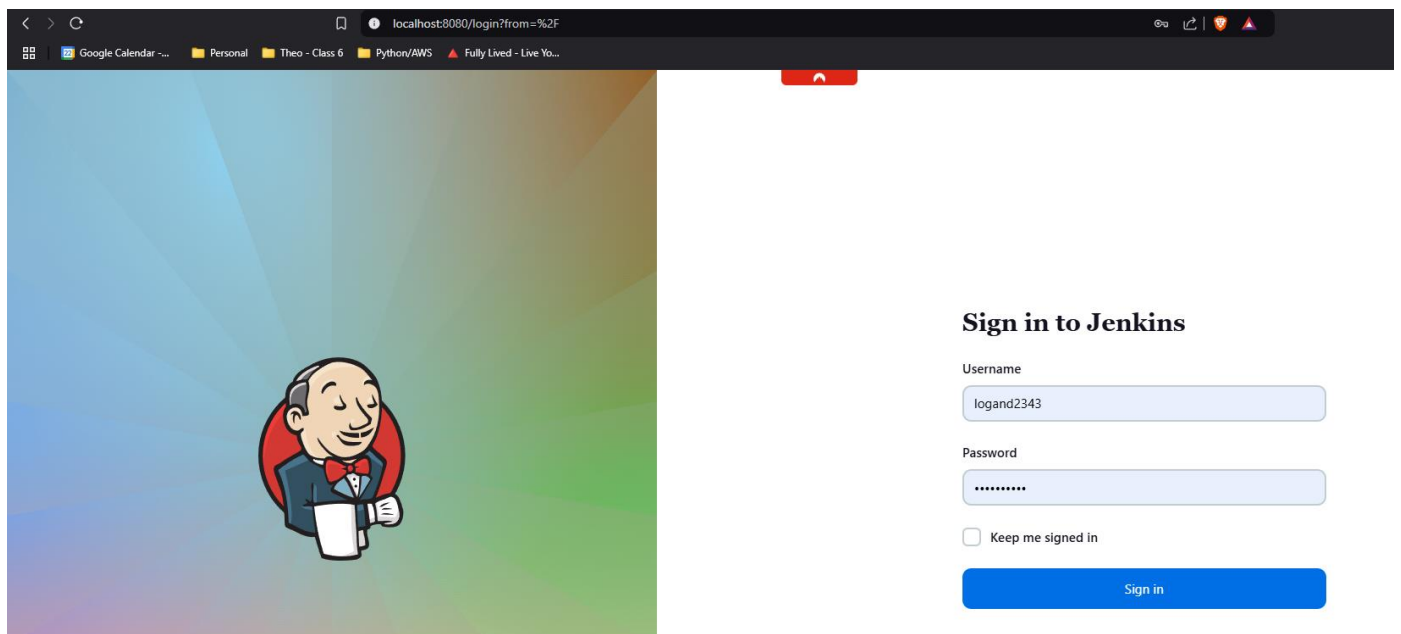 localhost:8080/login?from=%2F
22 Google Calendar -... Personal Theo - Class 6 Python/AWS Fully Lived - Live Yo...
Sign in to Jenkins
Username
logand2343
Password
••••••••••
Keep me signed in
Sign in